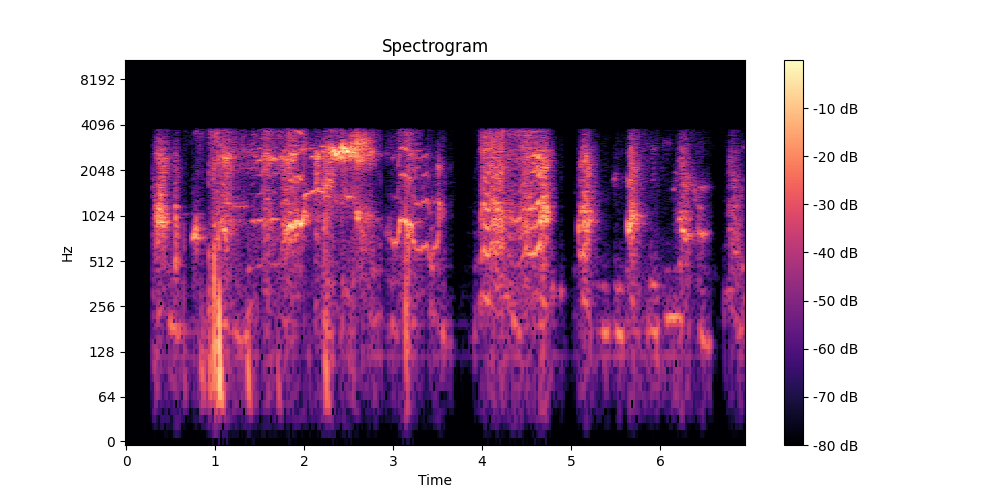 Spectrogram
8192
4096
2048
1024
512
256
128
64
0
Hz
0 1 2 3 4 5 6
Time
-10 dB
-20 dB
-30 dB
-40 dB
-50 dB
-60 dB
-70 dB
-80 dB